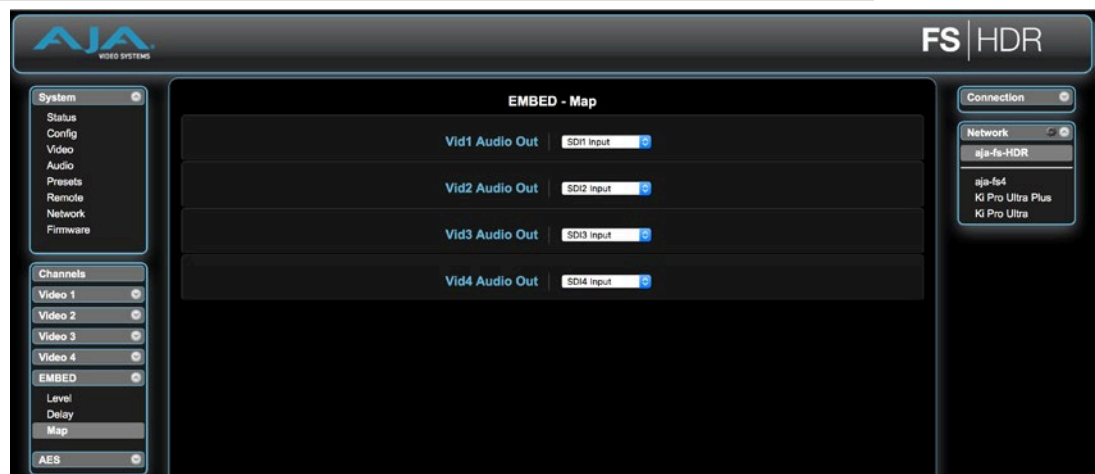 AJA
VIDEO SYSTEMS
FS|HDR
System
Status
Config
Video
Audio
Presets
Remote
Network
Firmware
Channels
Video 1
Video 2
Video 3
Video 4
EMBED
Level
Delay
Map
AES
EMBED - Map
Vid1 Audio Out SDI1 Input
Vid2 Audio Out SDI2 Input
Vid3 Audio Out SDI3 Input
Vid4 Audio Out SDI4 Input
Connection
Network
aja-fs-HDR
aja-fs4
Ki Pro Ultra Plus
Ki Pro Ultra